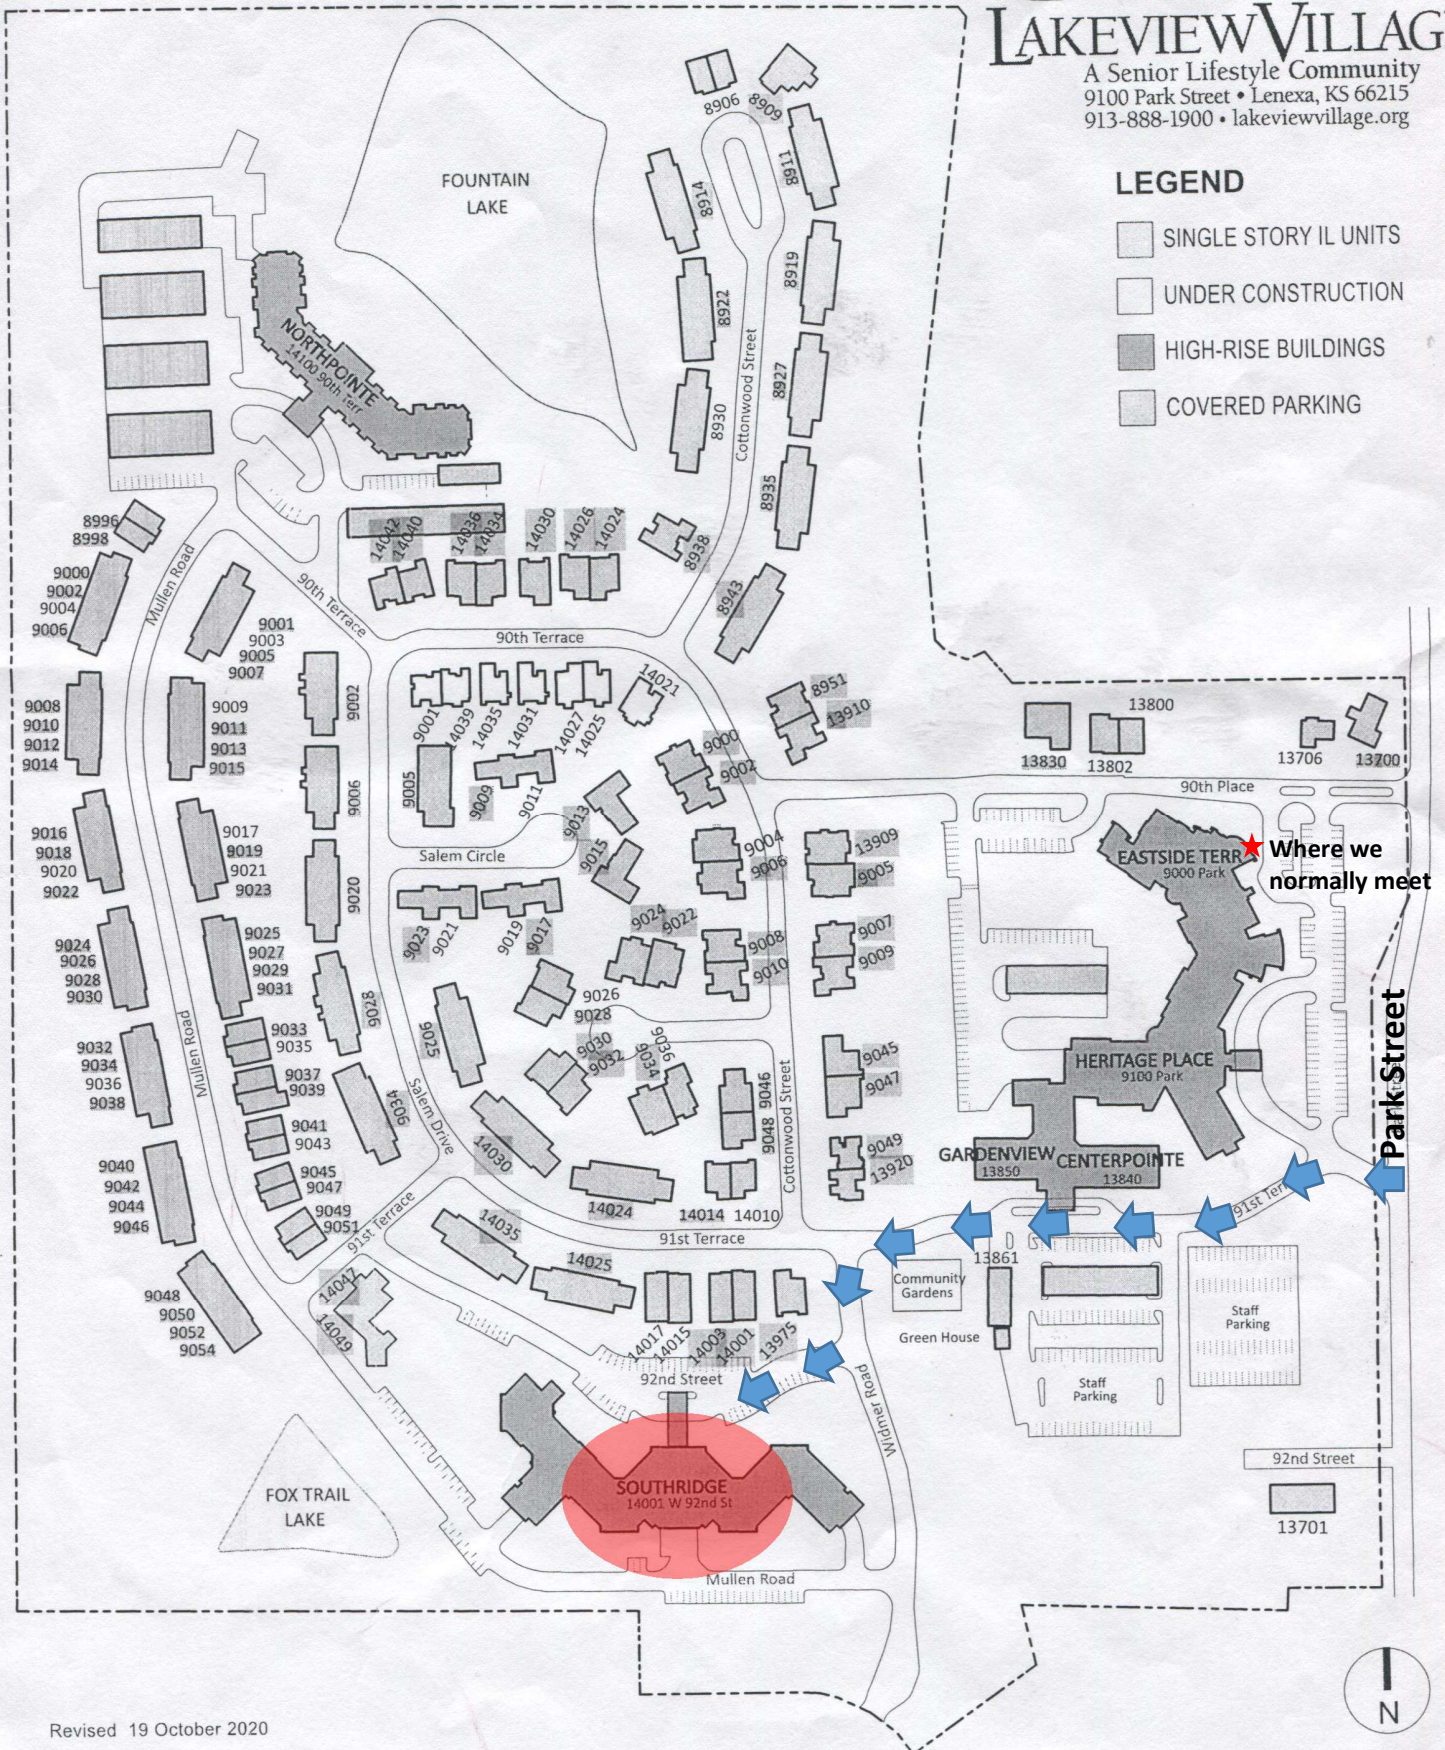 LAKEVIEW VILLAG
A Senior Lifestyle Community
9100 Park Street • Lenexa, KS 66215
913-888-1900 • lakeviewvillage.org
LEGEND
SINGLE STORY IL UNITS
UNDER CONSTRUCTION
HIGH-RISE BUILDINGS
COVERED PARKING
8906
8909
8911
8914
FOUNTAIN
LAKE
8919
8922
8927
8930
Cottonwood Street
8935
NORTHPOINTE
14100 90th Terr
14042
14040
14036
14034
14030
14026
14024
8938
8943
8996
8998
Mullen Road
9000
9002
9004
9006
90th Terrace
90th Terrace
9001
9003
9005
9007
9002
9001
14039
14035
14031
14027
14025
14021
8951
13910
9008
9010
9012
9014
9009
9011
9013
9015
9005
9009
9011
9000
9002
13830
13802
13800
13706
13700
90th Place
9006
9013
9015
9016
9018
9020
9022
9017
9019
9021
9023
Salem Circle
9004
9006
13909
9005
EASTSIDE TERR
9000 Park
Where we
normally meet
9020
9023
9021
9019
9017
9024
9022
9008
9010
9007
9009
9024
9026
9028
9030
9025
9027
9029
9031
9028
9026
9028
9025
9033
9035
9030
9032
9034
9036
9045
9047
HERITAGE PLACE
9100 Park
Park Street
9032
9034
9036
9038
Mullen Road
9037
9039
9034
Salem Drive
9046
9048
Cottonwood Street
9041
9043
14030
9049
13920
GARDENVIEW
13850
CENTERPOINTE
13840
9040
9042
9044
9046
9045
9047
14024
14014
14010
9049
9051
91st Terrace
14035
91st Terrace
91st Terr
13861
14025
Community
Gardens
14047
14049
9048
9050
9052
9054
14017
14015
14003
14001
13975
Green House
Staff
Parking
92nd Street
Staff
Parking
Widmer Road
92nd Street
SOUTHRIDGE
14001 W 92nd St
FOX TRAIL
LAKE
13701
Mullen Road
N
Revised 19 October 2020